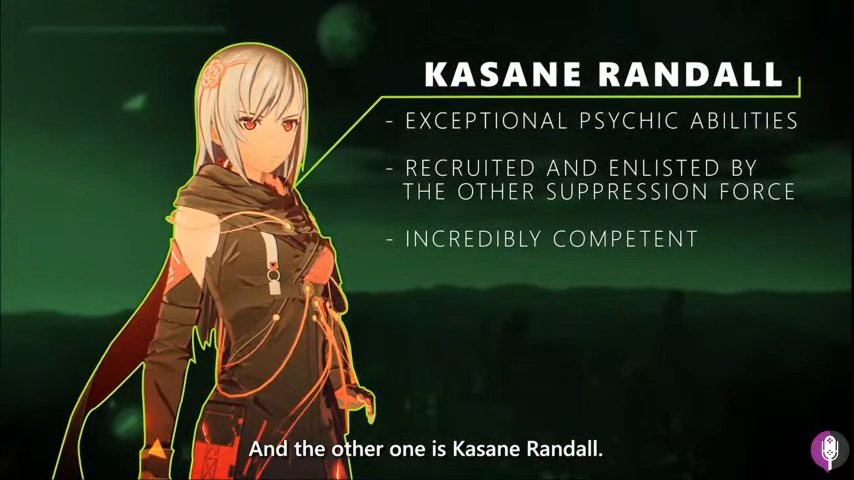 KASANE RANDALL
- EXCEPTIONAL PSYCHIC ABILITIES
- RECRUITED AND ENLISTED BY
THE OTHER SUPPRESSION FORCE
- INCREDIBLY COMPETENT
And the other one is Kasane Randall.